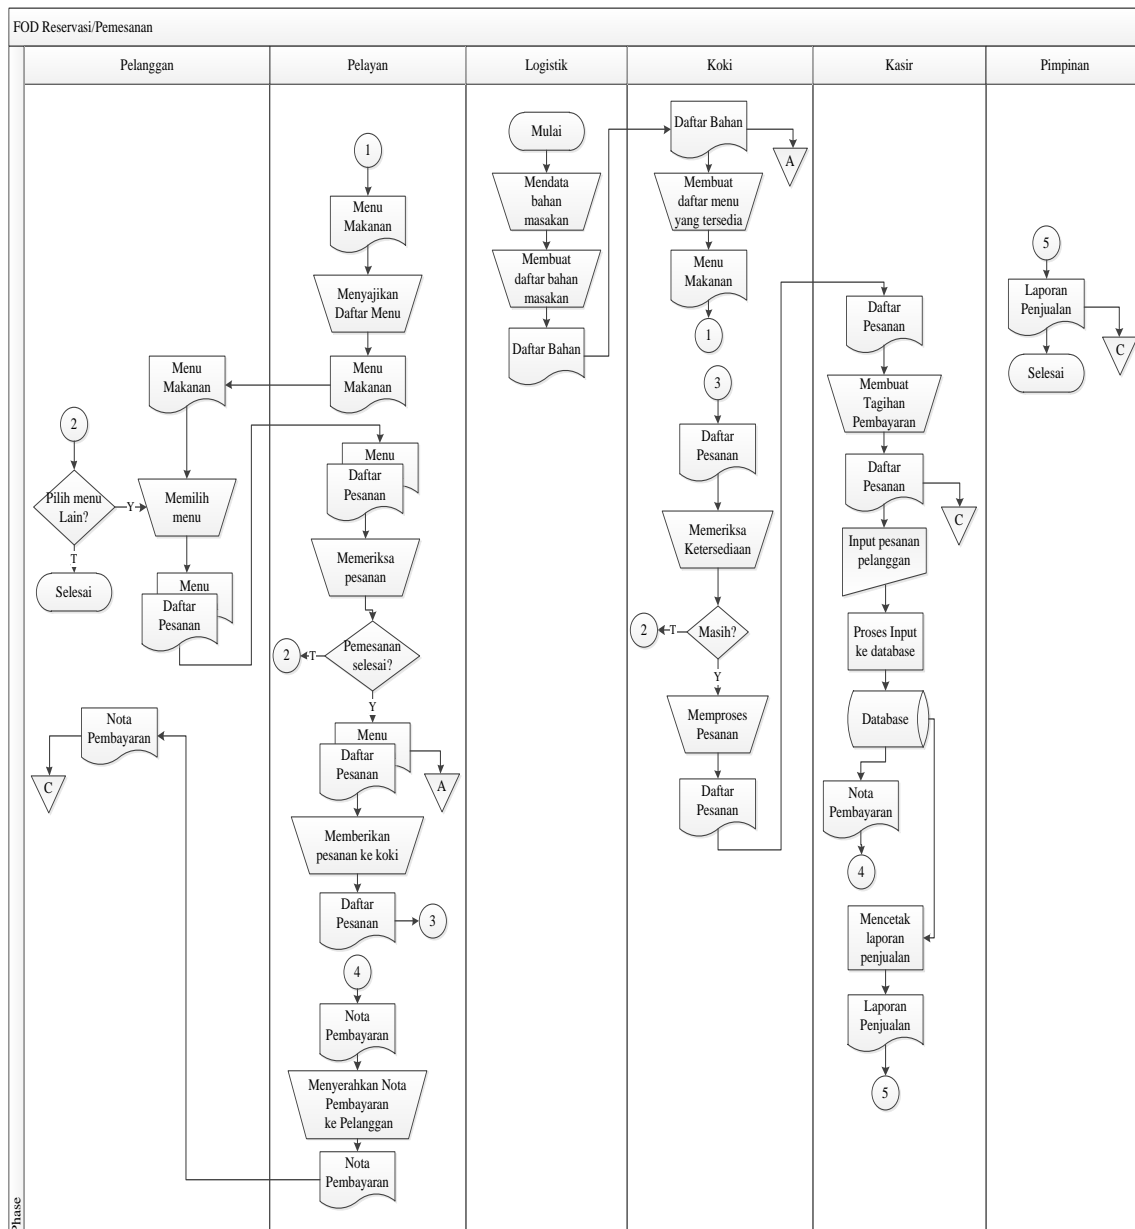 FOD Reservasi/Pemesanan
Phase
Pelanggan
Pelayan
Logistik
Koki
Kasir
Pimpinan
Menu
Makanan
2
Pilih menu
Lain?
Y
T
Selesai
Memilih
menu
Menu
Daftar
Pesanan
Nota
Pembayaran
C
1
Menu
Makanan
Menyajikan
Daftar Menu
Menu
Makanan
Menu
Daftar
Pesanan
Memeriksa
pesanan
Pemesanan
selesai?
T
2
Y
Menu
Daftar
Pesanan
A
Memberikan
pesanan ke koki
Daftar
Pesanan
3
4
Nota
Pembayaran
Menyerahkan Nota
Pembayaran
ke Pelanggan
Nota
Pembayaran
Mulai
Mendata
bahan
masakan
Membuat
daftar bahan
masakan
Daftar Bahan
Daftar Bahan
A
Membuat
daftar menu
yang tersedia
Menu
Makanan
1
3
Daftar
Pesanan
Memeriksa
Ketersediaan
Masih?
T
2
Y
Memproses
Pesanan
Daftar
Pesanan
Daftar
Pesanan
Membuat
Tagihan
Pembayaran
Daftar
Pesanan
C
Input pesanan
pelanggan
Proses Input
ke database
Database
Nota
Pembayaran
4
Mencetak
laporan
penjualan
Laporan
Penjualan
5
5
Laporan
Penjualan
C
Selesai